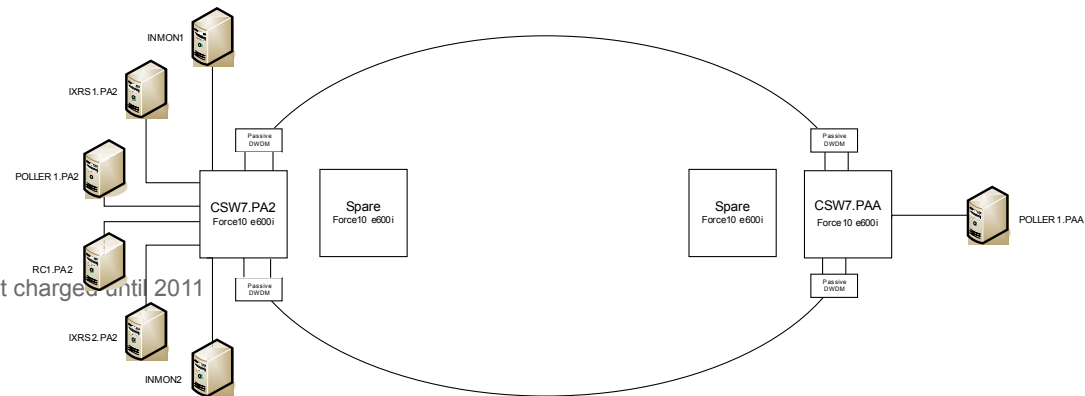 INMON1
IXRS1.PA2
POLLER 1.PA2
RC1.PA2
t charged until 2011
IXRS2.PA2
INMON2
Passive
DWDM
CSW7.PA2
Force10 e600i
Passive
DWDM
Spare
Force10 e600i
Spare
Force10 e600i
Passive
DWDM
CSW7.PAA
Force10 e600i
Passive
DWDM
POLLER 1.PAA